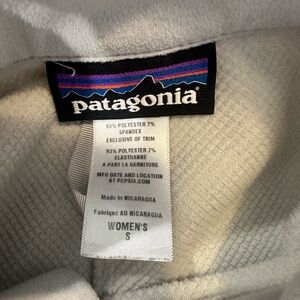 patagonia
93% POLYESTER 7%
SPANDEX
EXCLUSIVE OF TRIM
93% POLYESTER 7%
ELASTHANNE
A PART LA GARNITURE
MFG DATE AND LOCATION
AT PCPSIA.COM
Made In NICARAGUA
Fabriqué AU NICARAGUA
WOMEN'S
S